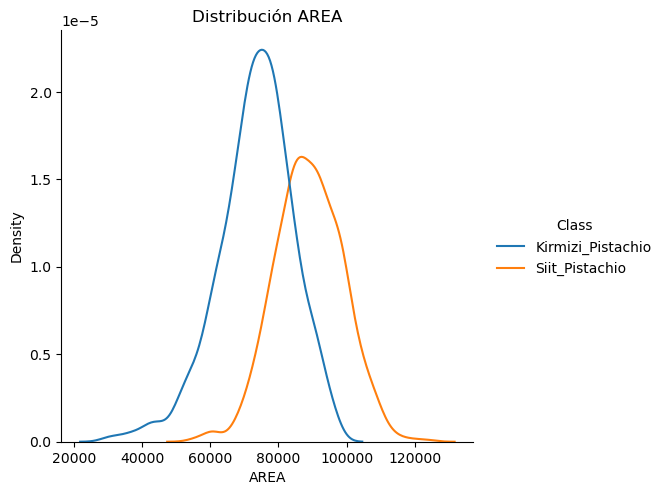 Distribución AREA
1e−5
2.0
1.5
1.0
0.5
0.0
Density
20000 40000 60000 80000 100000 120000
AREA
Class
Kirmizi_Pistachio
Siit_Pistachio